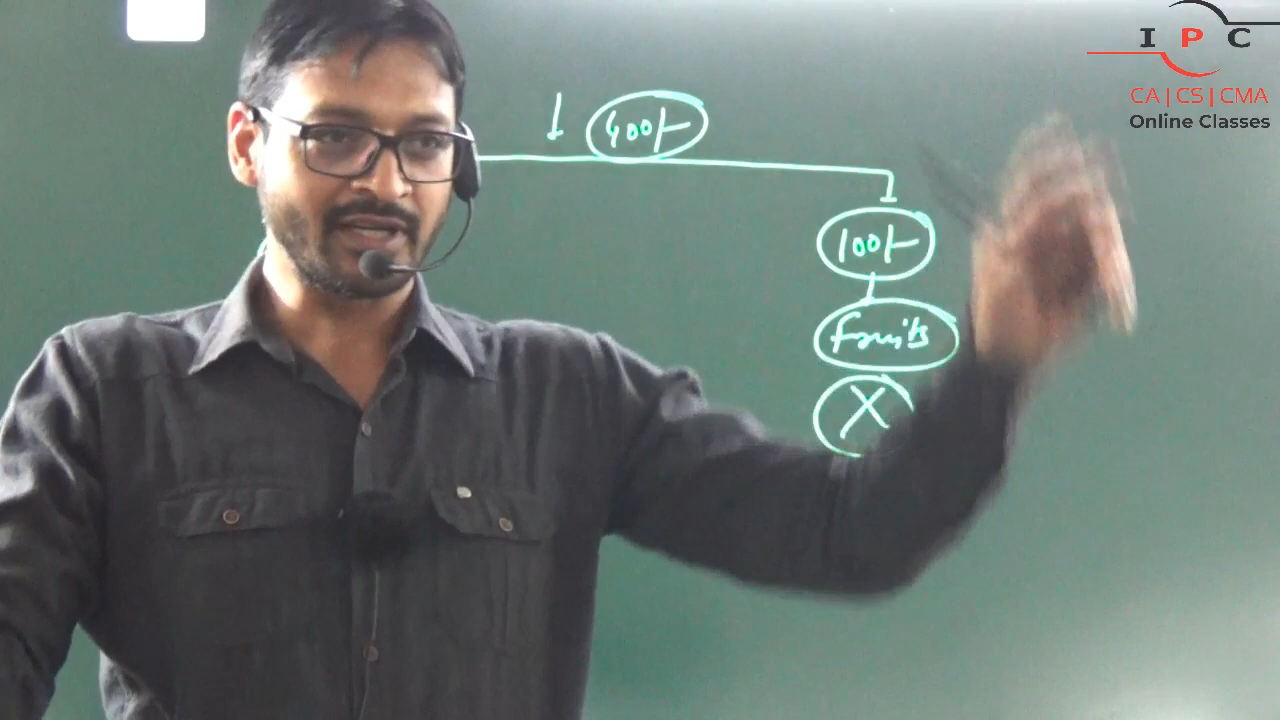 I P C
CA | CS | CMA
Online Classes
400/-
100/-
Fruits
X